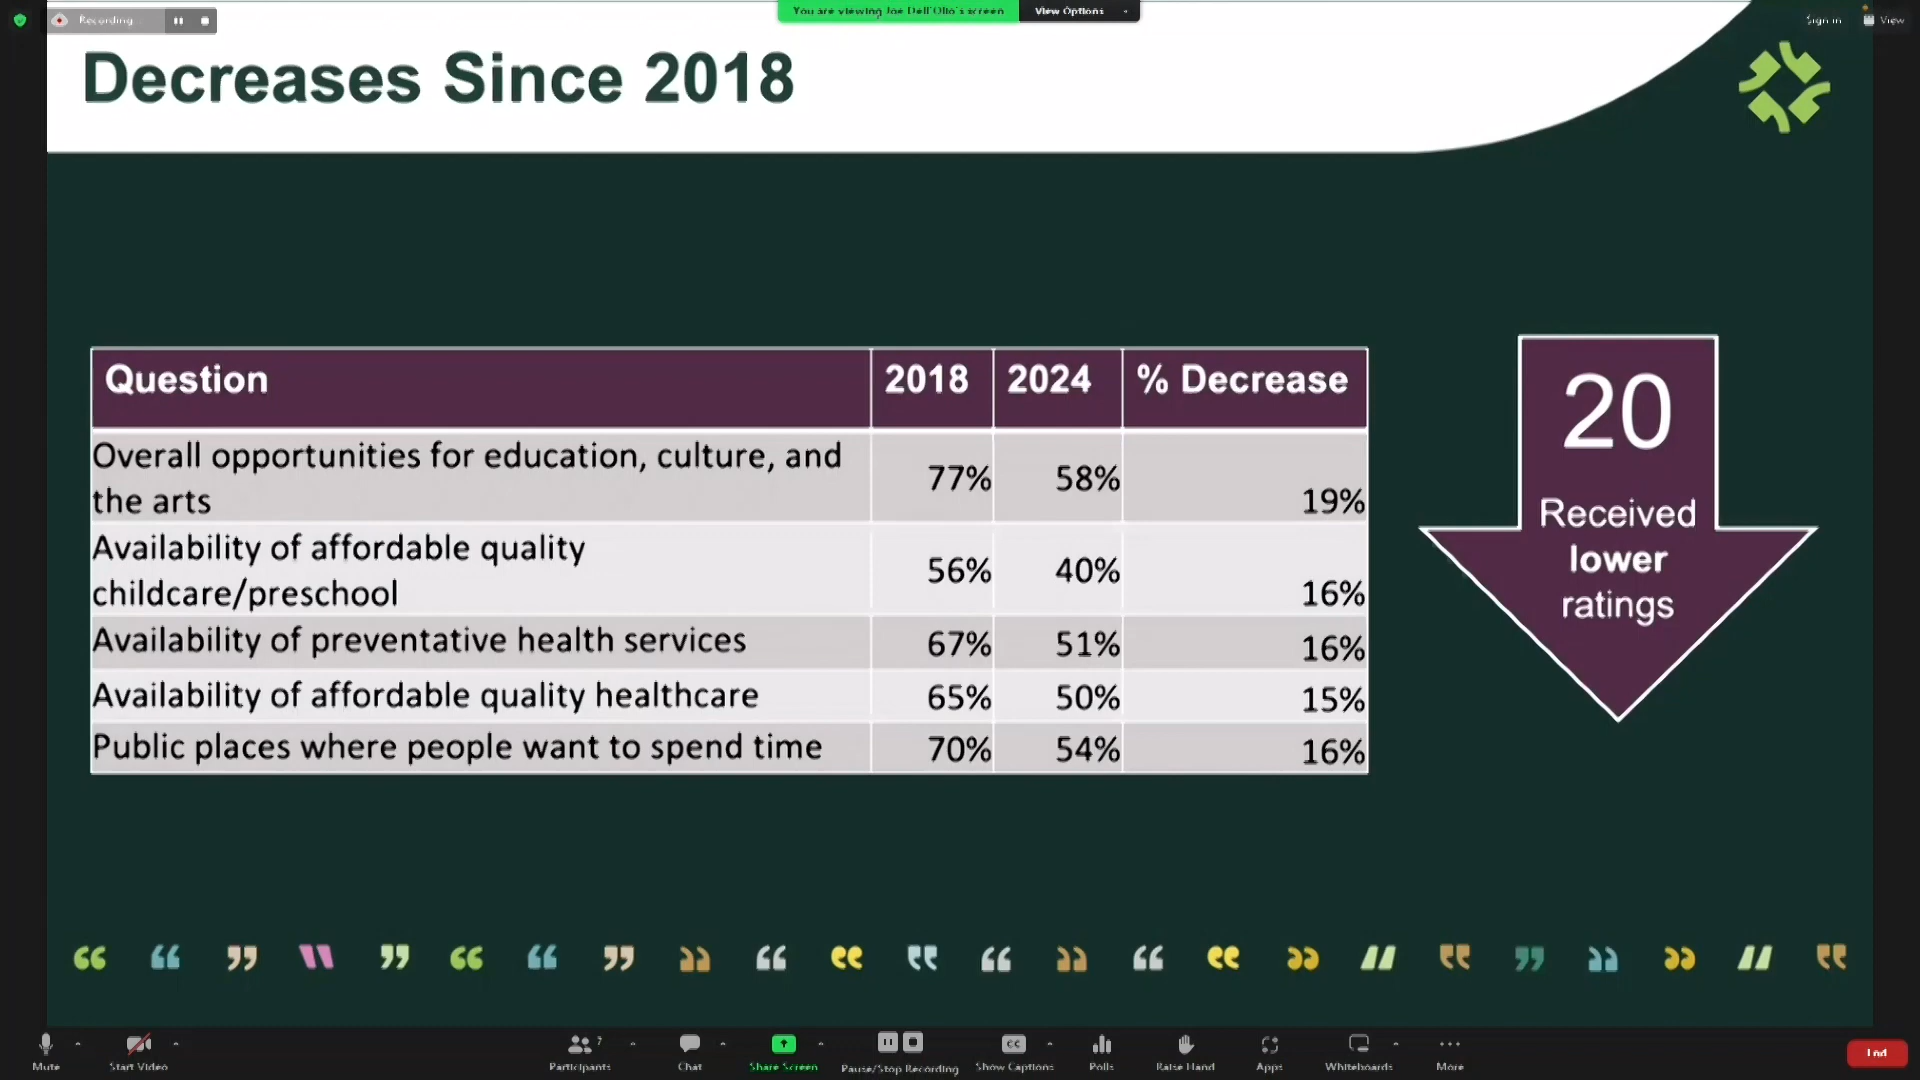 Recording
You are viewing Joe Dell'Olio's screen
View Options
Sign in
View
Decreases Since 2018
Question 2018 2024 % Decrease
Overall opportunities for education, culture, and
the arts 77% 58% 19%
Availability of affordable quality
childcare/preschool 56% 40% 16%
Availability of preventative health services 67% 51% 16%
Availability of affordable quality healthcare 65% 50% 15%
Public places where people want to spend time 70% 54% 16%
20
Received
lower
ratings
Mute
Start Video
Participants 7
Chat
Share Screen
Pause/Stop Recording
CC
Show Captions
Polls
Raise Hand
Apps
Whiteboards
More
End